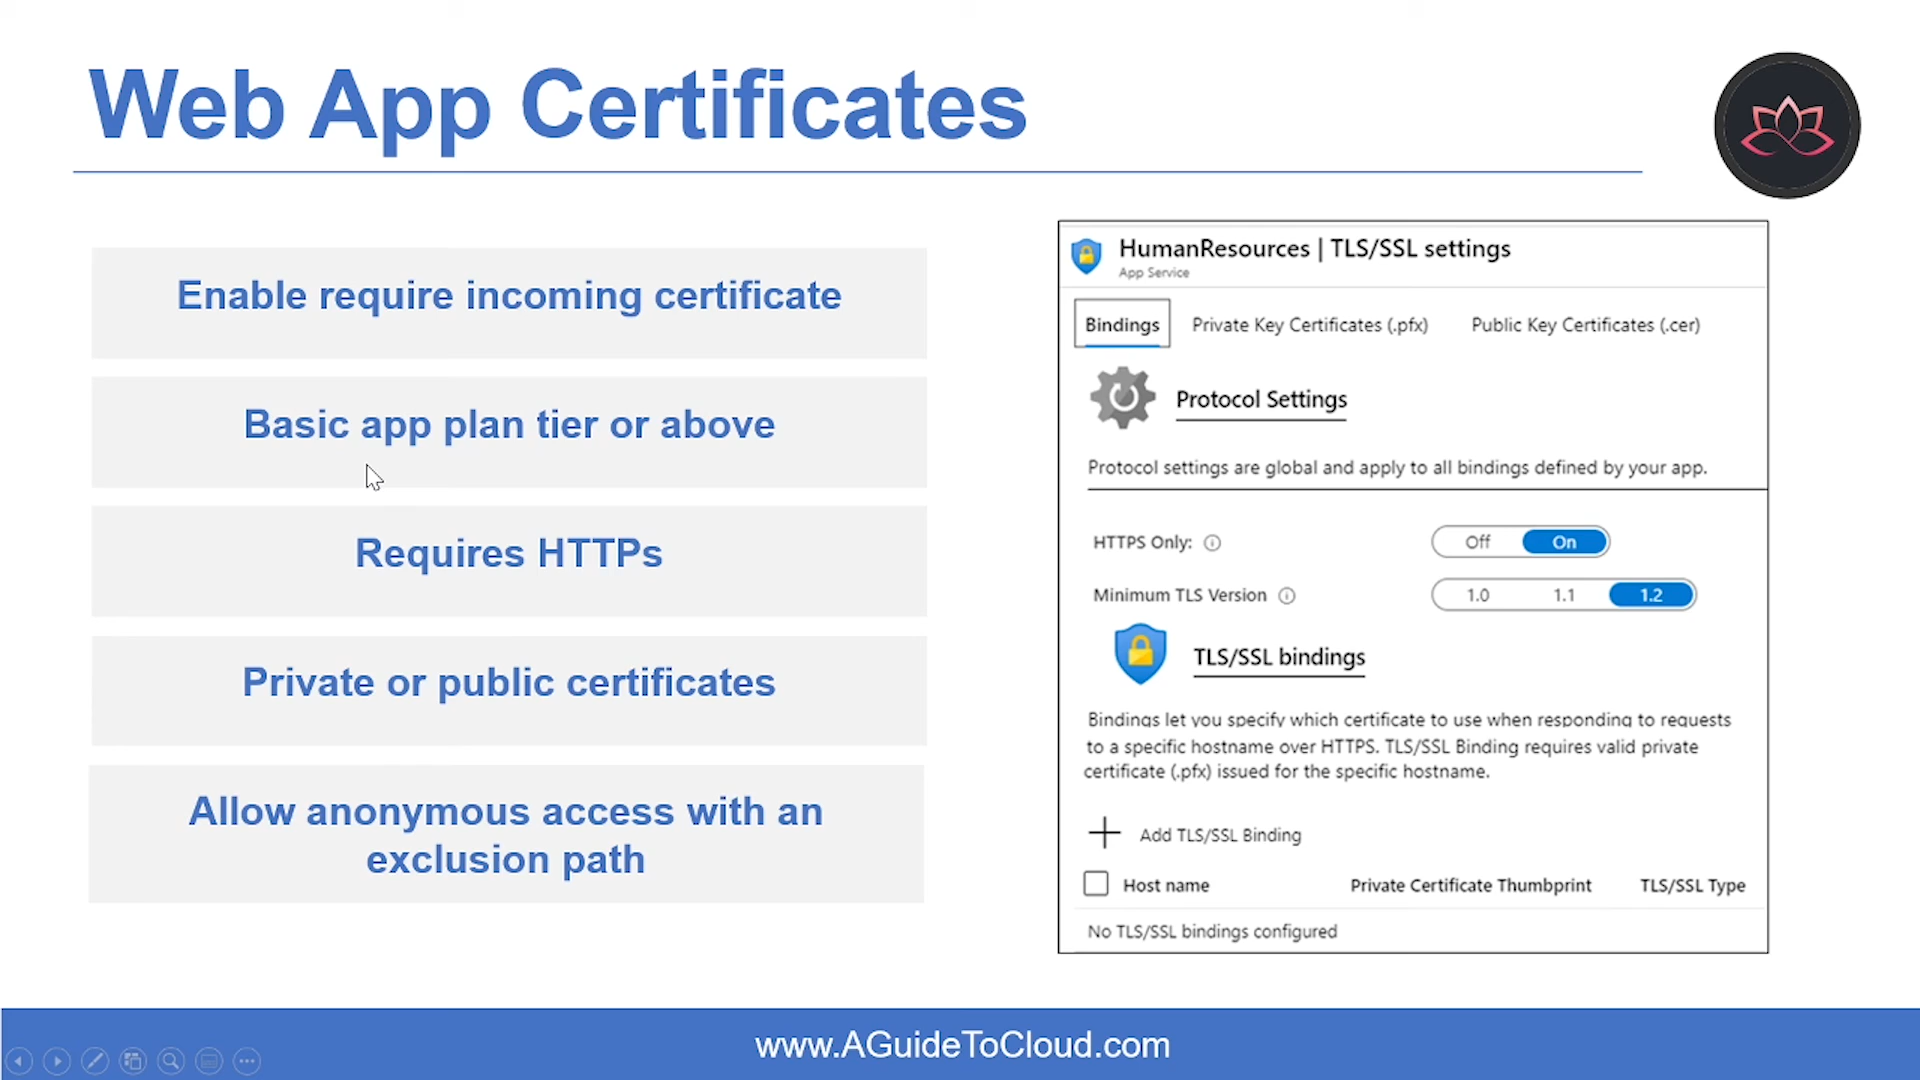 Web App Certificates
Enable require incoming certificate
Basic app plan tier or above
Requires HTTPs
Private or public certificates
Allow anonymous access with an
exclusion path
HumanResources | TLS/SSL settings
App Service
Bindings Private Key Certificates (.pfx) Public Key Certificates (.cer)
Protocol Settings
Protocol settings are global and apply to all bindings defined by your app.
HTTPS Only: Off On
Minimum TLS Version 1.0 1.1 1.2
TLS/SSL bindings
Bindings let you specify which certificate to use when responding to requests
to a specific hostname over HTTPS. TLS/SSL Binding requires valid private
certificate (.pfx) issued for the specific hostname.
Add TLS/SSL Binding
Host name Private Certificate Thumbprint TLS/SSL Type
No TLS/SSL bindings configured
www.AGuideToCloud.com